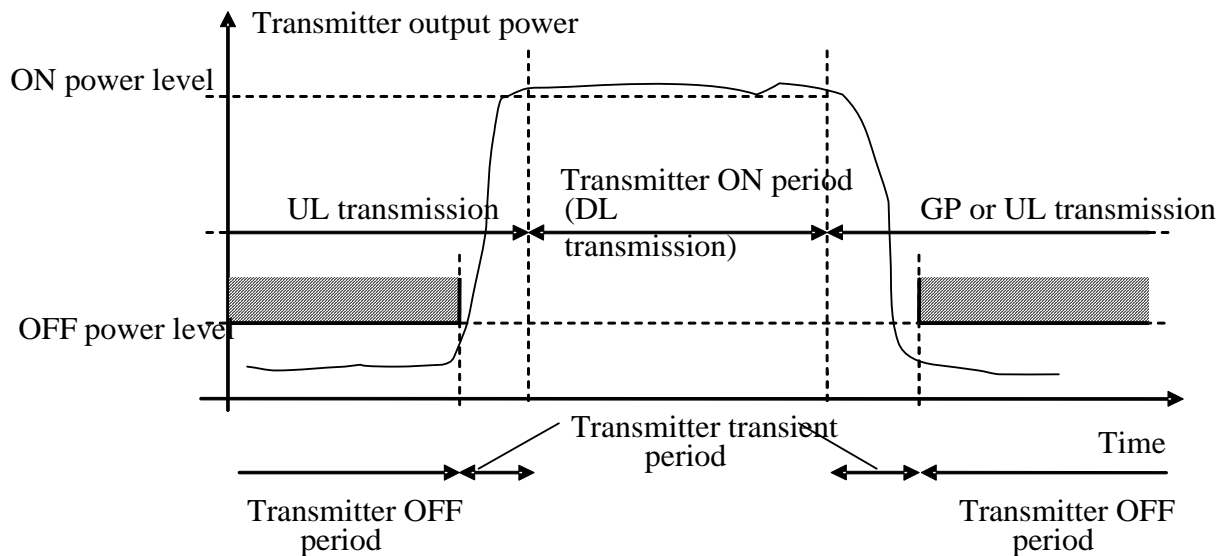 Transmitter output power
ON power level
Transmitter ON period
(DL
transmission)
UL transmission
GP or UL transmission
OFF power level
Transmitter transient
period
Time
Transmitter OFF
period
Transmitter OFF
period